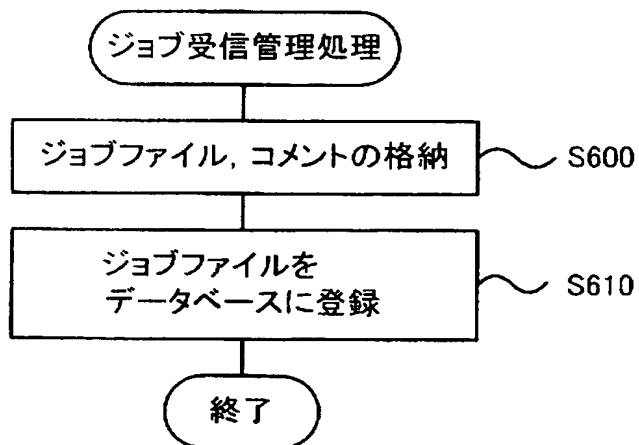 ジョブ受信管理処理
ジョブファイル, コメントの格納
S600
ジョブファイルを
データベースに登録
S610
終了